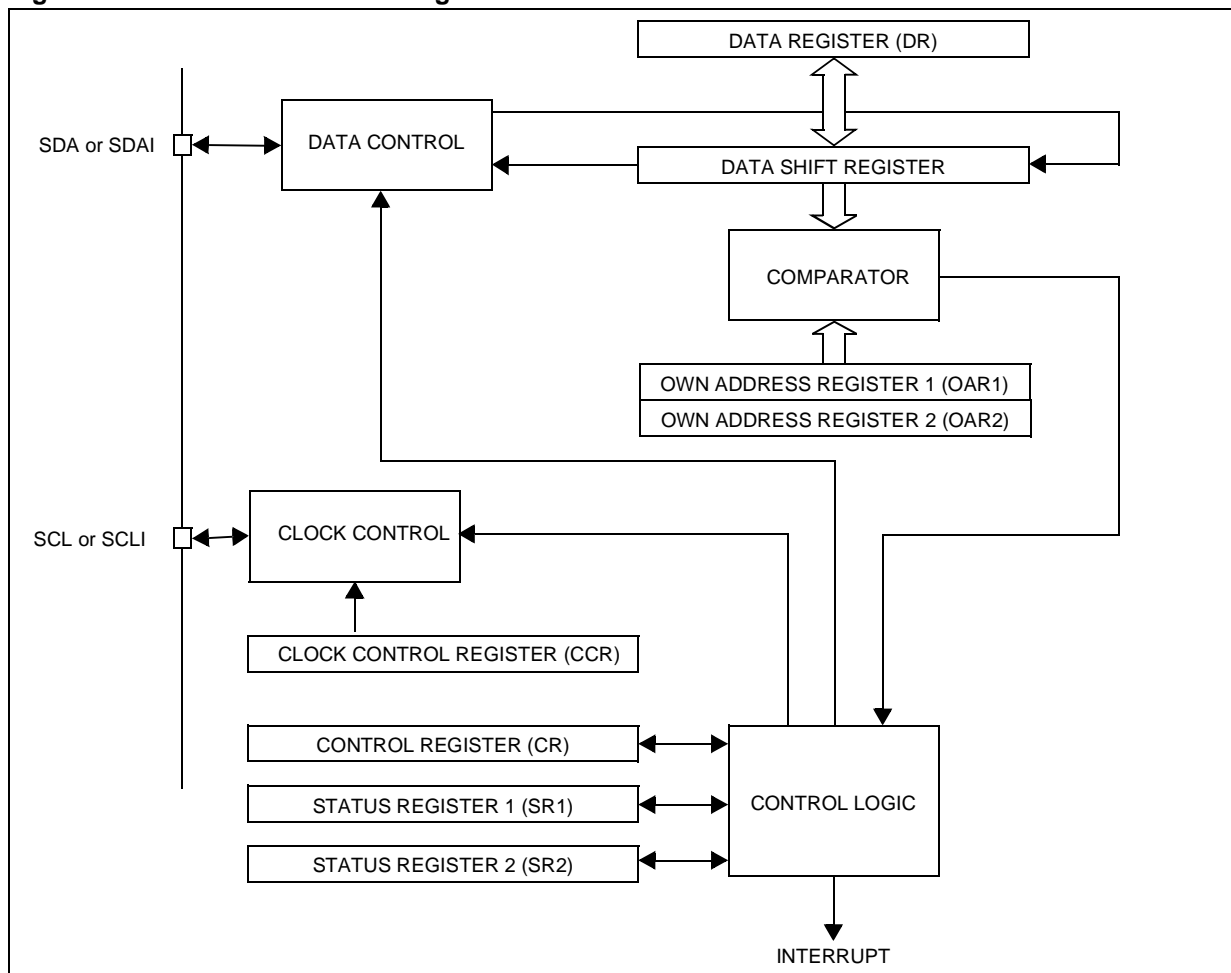 DATA REGISTER (DR)
SDA or SDAI
DATA CONTROL
DATA SHIFT REGISTER
COMPARATOR
OWN ADDRESS REGISTER 1 (OAR1)
OWN ADDRESS REGISTER 2 (OAR2)
SCL or SCLI
CLOCK CONTROL
CLOCK CONTROL REGISTER (CCR)
CONTROL REGISTER (CR)
STATUS REGISTER 1 (SR1)
CONTROL LOGIC
STATUS REGISTER 2 (SR2)
INTERRUPT